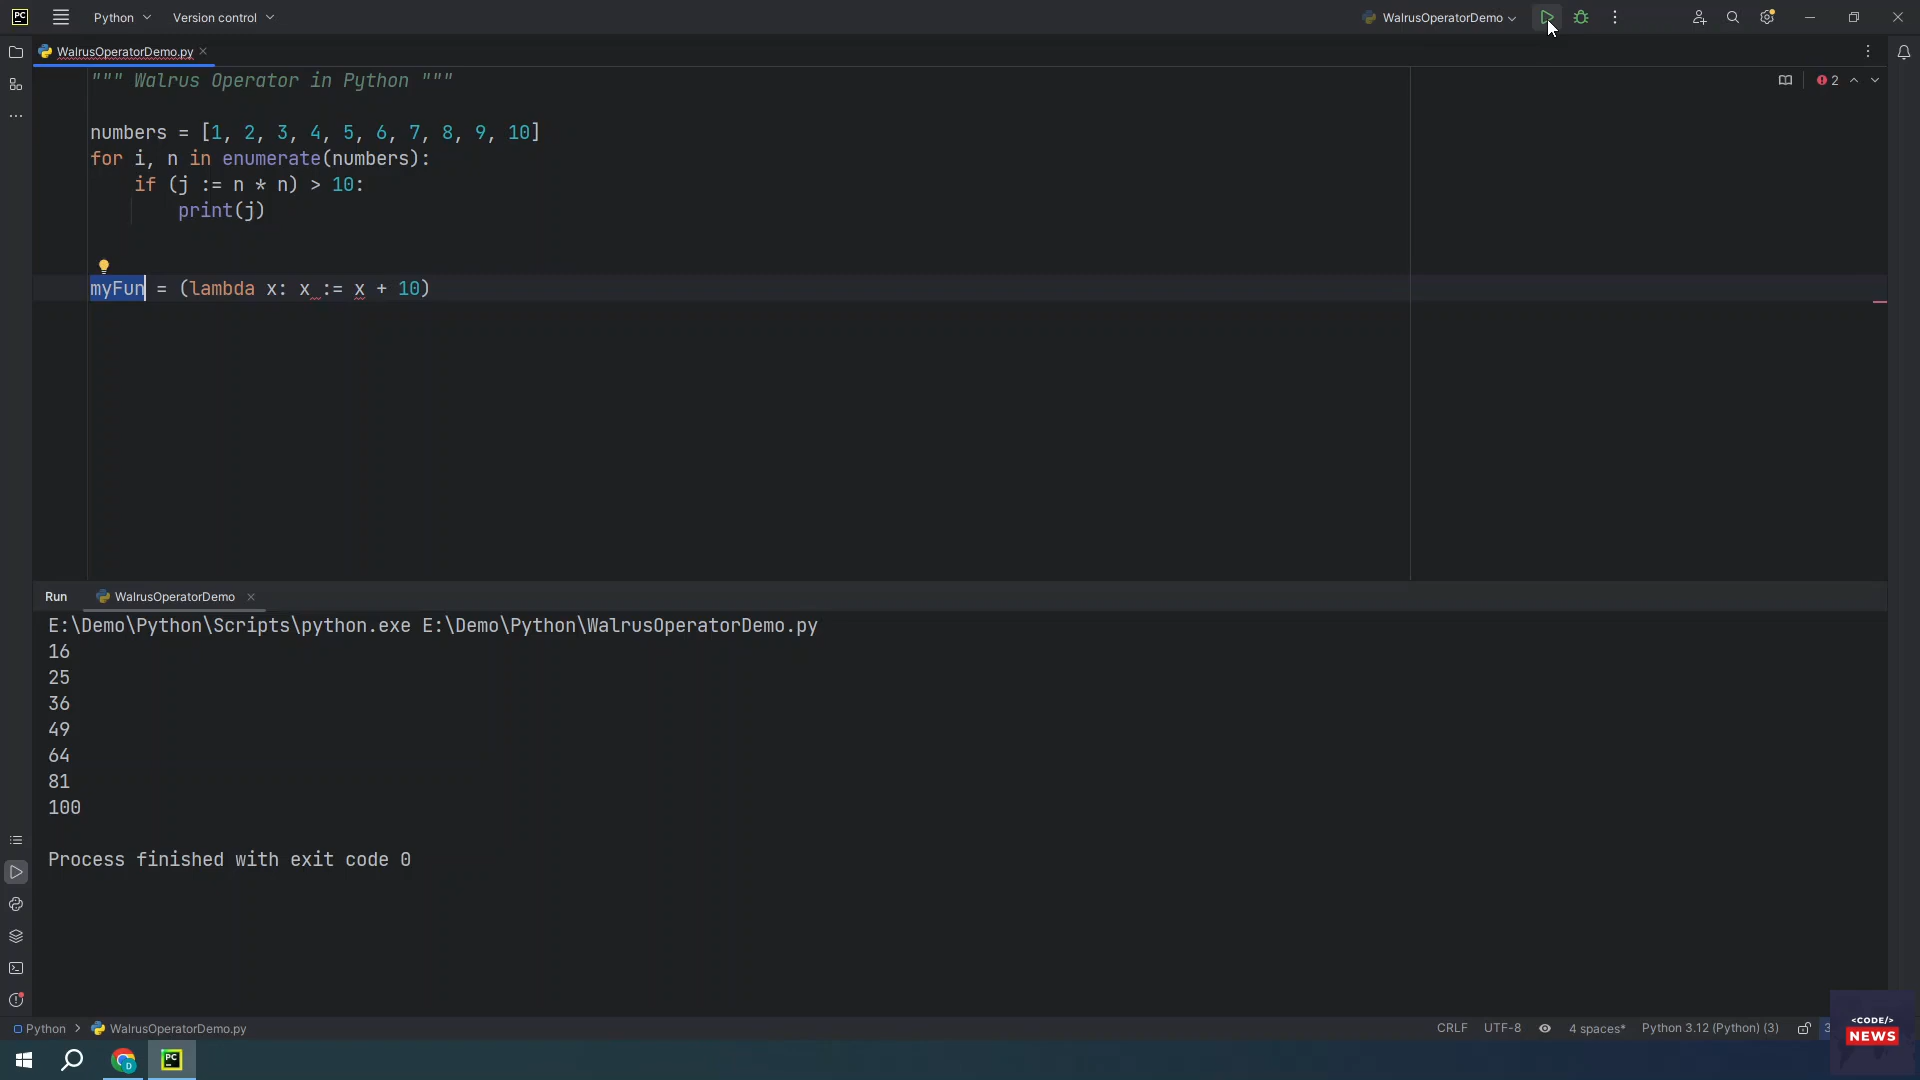 PC
Python
Version control
WalrusOperatorDemo
WalrusOperatorDemo.py
""" Walrus Operator in Python """
2
numbers = [1, 2, 3, 4, 5, 6, 7, 8, 9, 10]
for i, n in enumerate(numbers):
    if (j := n * n) > 10:
        print(j)
myFun = (lambda x: x := x + 10)
Run
WalrusOperatorDemo
E:\Demo\Python\Scripts\python.exe E:\Demo\Python\WalrusOperatorDemo.py
16
25
36
49
64
81
100
Process finished with exit code 0
Python
WalrusOperatorDemo.py
CRLF
UTF-8
4 spaces*
Python 3.12 (Python) (3)
<CODE/>
NEWS
D
PC